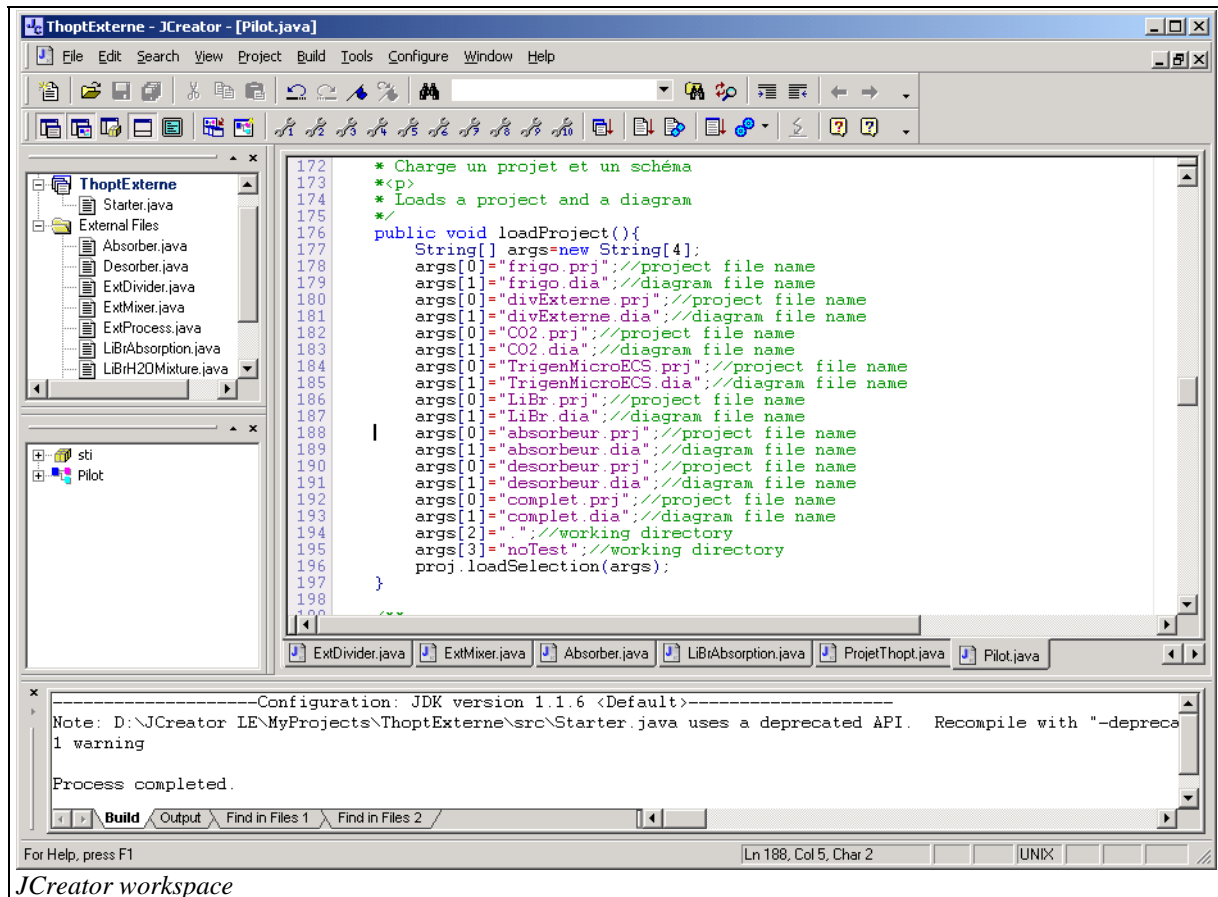 ThoptExterne - JCreator - [Pilot.java]
File Edit Search View Project Build Tools Configure Window Help
ThoptExterne
Starter.java
External Files
Absorber.java
Desorber.java
ExtDivider.java
ExtMixer.java
ExtProcess.java
LiBrAbsorption.java
LiBrH2OMixture.java
sti
Pilot
172 * Charge un projet et un schéma
173 *<p>
174 * Loads a project and a diagram
175 */
176 public void loadProject(){
177 String[] args=new String[4];
178 args[0]="frigo.prj";//project file name
179 args[1]="frigo.dia";//diagram file name
180 args[0]="divExterne.prj";//project file name
181 args[1]="divExterne.dia";//diagram file name
182 args[0]="CO2.prj";//project file name
183 args[1]="CO2.dia";//diagram file name
184 args[0]="TrigenMicroECS.prj";//project file name
185 args[1]="TrigenMicroECS.dia";//diagram file name
186 args[0]="LiBr.prj";//project file name
187 args[1]="LiBr.dia";//diagram file name
188 args[0]="absorbeur.prj";//project file name
189 args[1]="absorbeur.dia";//diagram file name
190 args[0]="desorbeur.prj";//project file name
191 args[1]="desorbeur.dia";//diagram file name
192 args[0]="complet.prj";//project file name
193 args[1]="complet.dia";//diagram file name
194 args[2]=".";//working directory
195 args[3]="noTest";//working directory
196 proj.loadSelection(args);
197 }
198
ExtDivider.java ExtMixer.java Absorber.java LiBrAbsorption.java ProjetThopt.java Pilot.java
--------------------Configuration: JDK version 1.1.6 <Default>--------------------
Note: D:\JCreator LE\MyProjects\ThoptExterne\src\Starter.java uses a deprecated API. Recompile with "-depreca
1 warning
Process completed.
Build Output Find in Files 1 Find in Files 2
For Help, press F1 Ln 188, Col 5, Char 2 UNIX
JCreator workspace